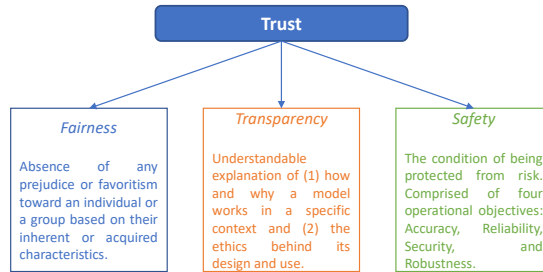 Trust
Fairness
Absence of any
prejudice or favoritism
toward an individual or
a group based on their
inherent or acquired
characteristics.
Transparency
Understandable
explanation of (1) how
and why a model
works in a specific
context and (2) the
ethics behind its
design and use.
Safety
The condition of being
protected from risk.
Comprised of four
operational objectives:
Accuracy, Reliability,
Security, and
Robustness.